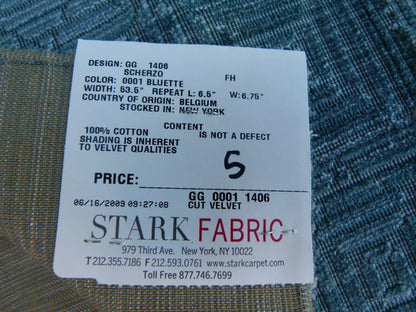 DESIGN: GG 1406
SCHERZO FH
COLOR: 0001 BLUETTE
WIDTH: 53.5" REPEAT L: 6.5" W: 6.75"
COUNTRY OF ORIGIN: BELGIUM
STOCKED IN: NEW YORK
CONTENT
100% COTTON IS NOT A DEFECT
SHADING IS INHERENT
TO VELVET QUALITIES
5
PRICE:
GG 0001 1406
06/16/2009 09:27:08 CUT VELVET
STARK FABRIC
979 Third Ave. New York, NY 10022
T 212.355.7186 F 212.593.0761 www.starkcarpet.com
Toll Free 877.746.7699